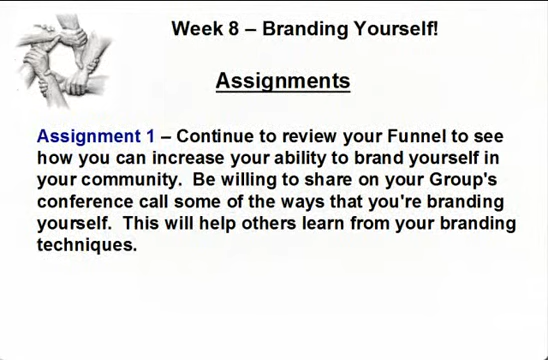 Week 8 – Branding Yourself!
Assignments
Assignment 1 – Continue to review your Funnel to see
how you can increase your ability to brand yourself in
your community.  Be willing to share on your Group's
conference call some of the ways that you're branding
yourself.  This will help others learn from your branding
techniques.